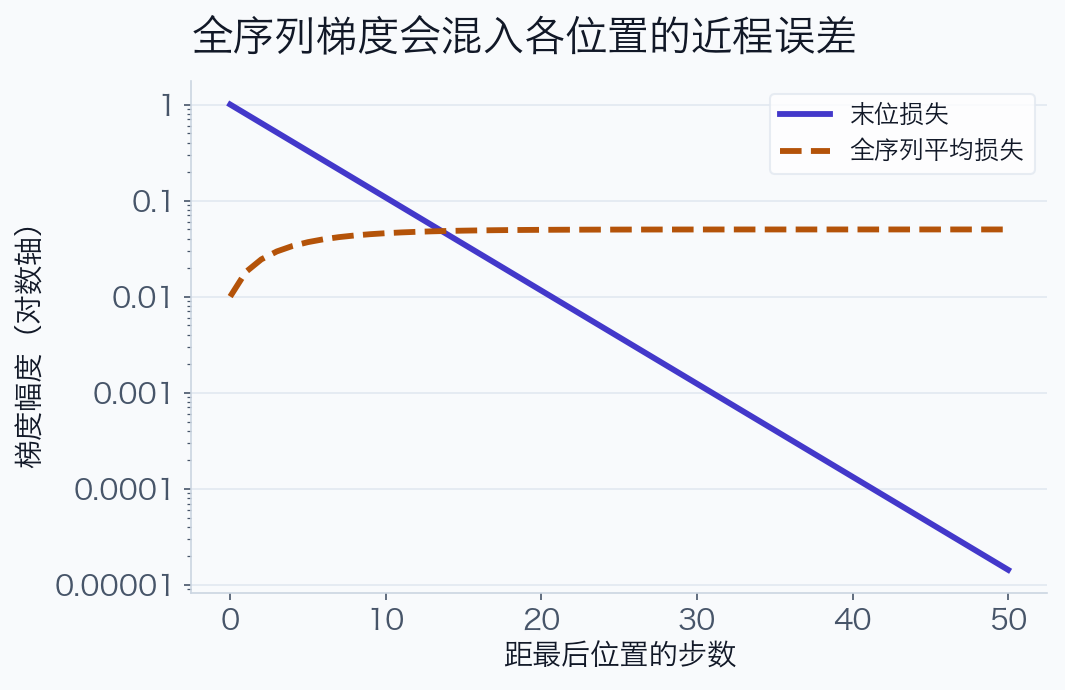 全序列梯度会混入各位置的近程误差
末位损失
全序列平均损失
梯度幅度（对数轴）
1
0.1
0.01
0.001
0.0001
0.00001
0 10 20 30 40 50
距最后位置的步数